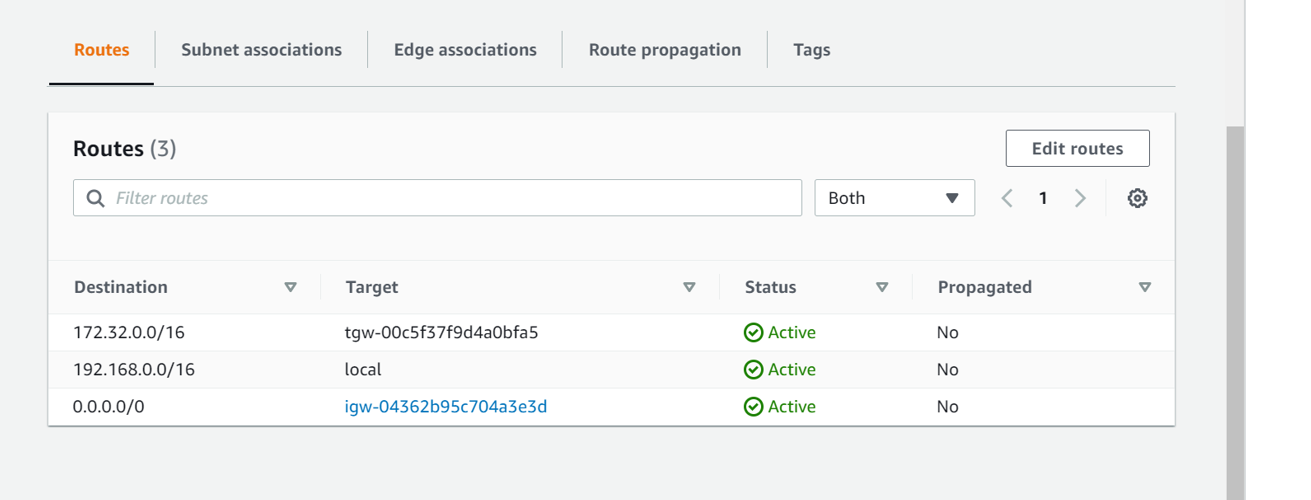 Routes Subnet associations Edge associations Route propagation Tags
Routes (3) Edit routes
Filter routes Both 1
Destination Target Status Propagated
172.32.0.0/16 tgw-00c5f37f9d4a0bfa5 Active No
192.168.0.0/16 local Active No
0.0.0.0/0 igw-04362b95c704a3e3d Active No